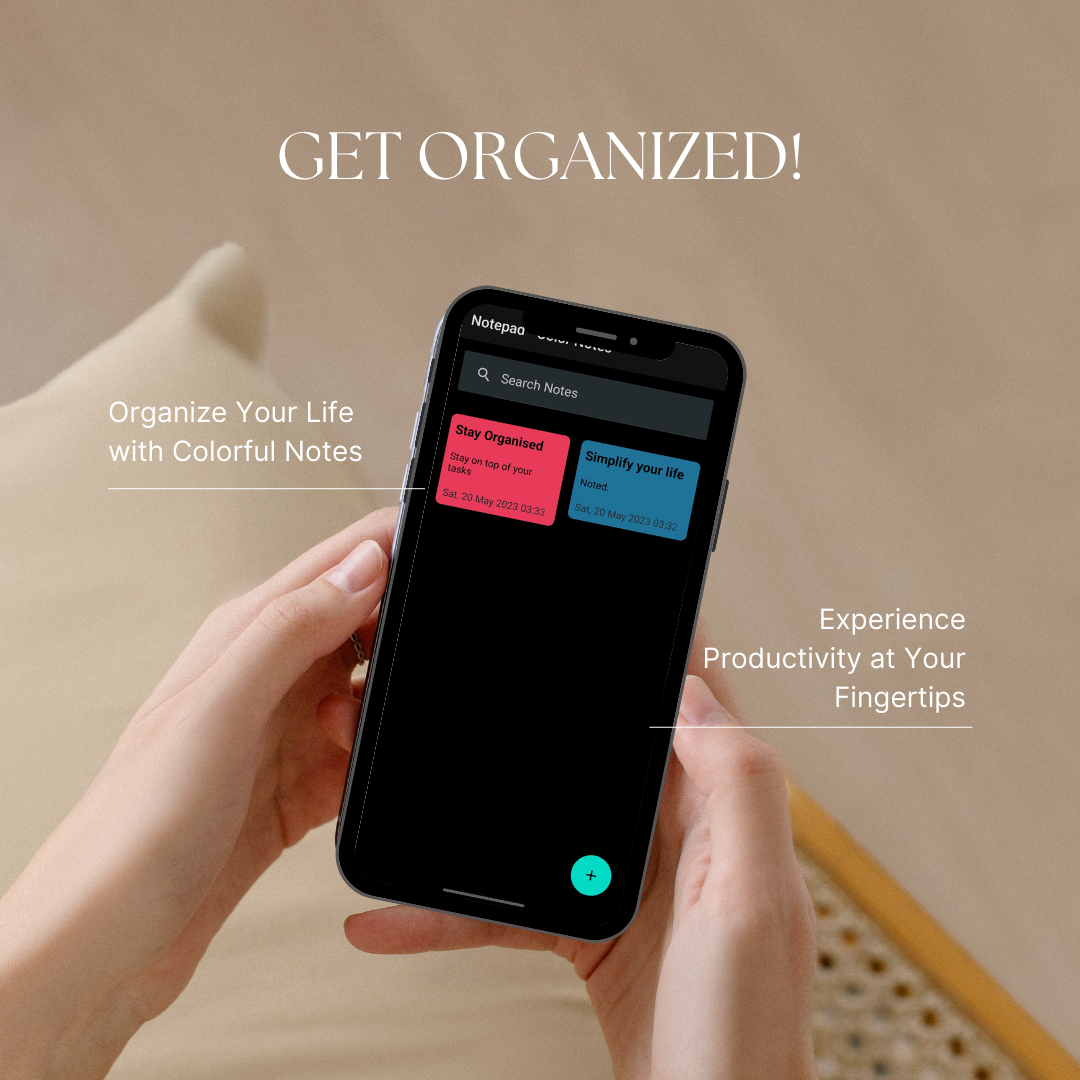 GET ORGANIZED!
Notepad - Color Notes
Search Notes
Stay Organised
Stay on top of your
tasks
Sat, 20 May 2023 03:33
Simplify your life
Noted.
Sat, 20 May 2023 03:32
Organize Your Life
with Colorful Notes
Experience
Productivity at Your
Fingertips